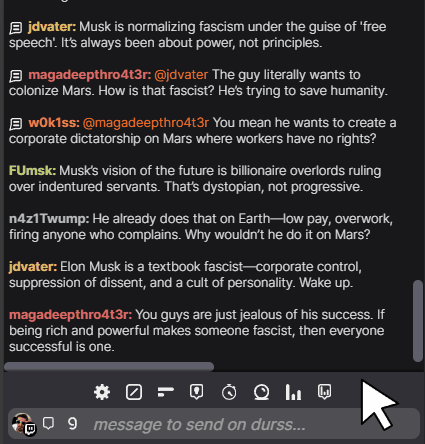 jdvater: Musk is normalizing fascism under the guise of 'free
speech'. It's always been about power, not principles.
magadeepthro4t3r: @jdvater The guy literally wants to
colonize Mars. How is that fascist? He's trying to save humanity.
w0k1ss: @magadeepthro4t3r You mean he wants to create a
corporate dictatorship on Mars where workers have no rights?
FUmsk: Musk's vision of the future is billionaire overlords ruling
over indentured servants. That's dystopian, not progressive.
n4z1Twump: He already does that on Earth—low pay, overwork,
firing anyone who complains. Why wouldn't he do it on Mars?
jdvater: Elon Musk is a textbook fascist—corporate control,
suppression of dissent, and a cult of personality. Wake up.
magadeepthro4t3r: You guys are just jealous of his success. If
being rich and powerful makes someone fascist, then everyone
successful is one.
9 message to send on durss...